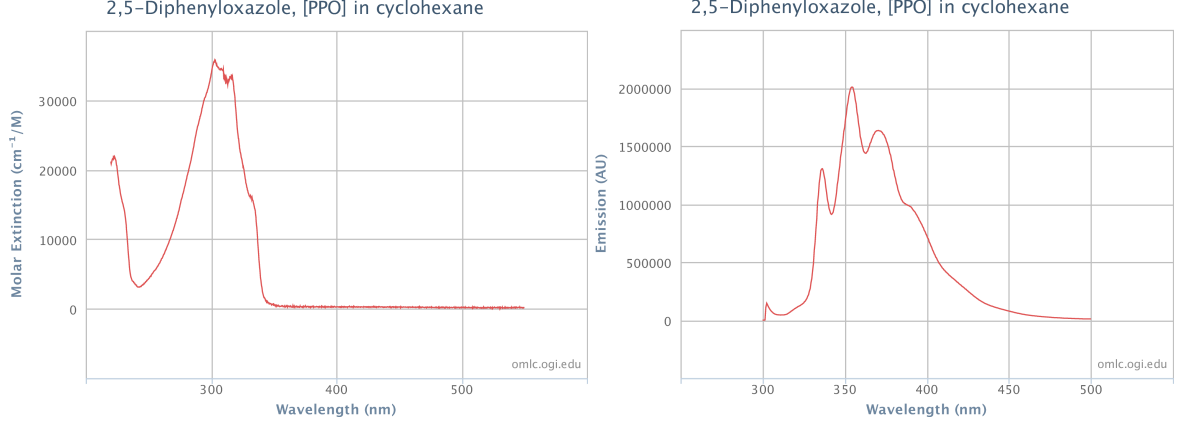 2,5-Diphenyloxazole, [PPO] in cyclohexane
Molar Extinction (cm⁻¹/M)
30000
20000
10000
0
300
400
500
omlc.ogi.edu
Wavelength (nm)
2,5-Diphenyloxazole, [PPO] in cyclohexane
Emission (AU)
2000000
1500000
1000000
500000
0
300
350
400
450
500
omlc.ogi.edu
Wavelength (nm)